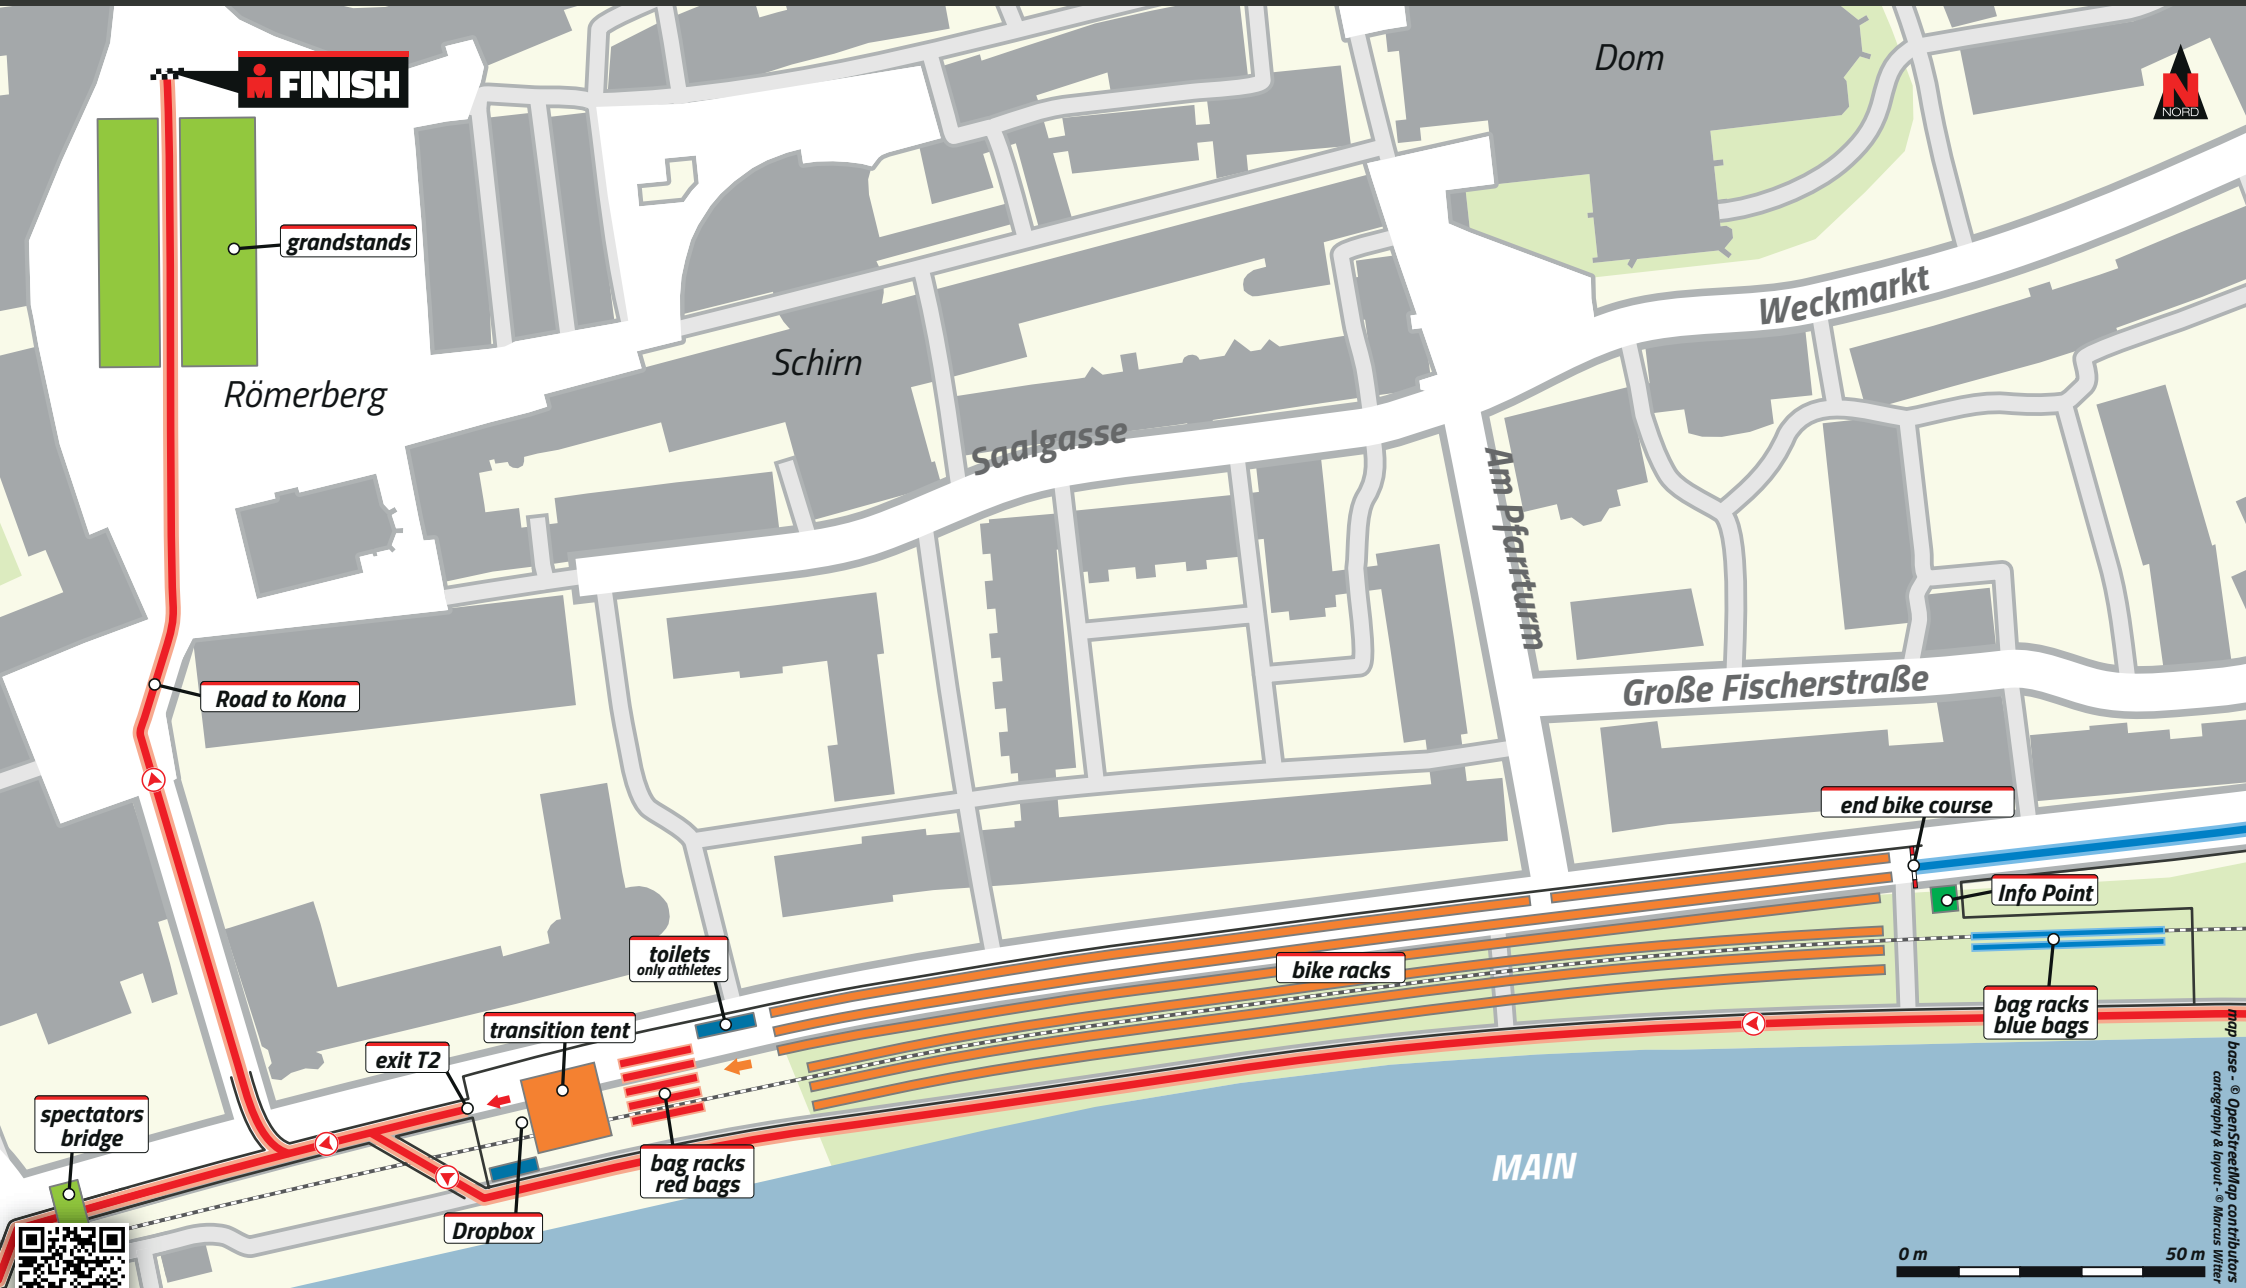 FINISH
Dom
N
NORD
grandstands
Weckmarkt
Schirn
Römerberg
Saalgasse
Am Pfarrturm
Große Fischerstraße
Road to Kona
end bike course
Info Point
toilets
only athletes
bike racks
bag racks
blue bags
transition tent
exit T2
spectators
bridge
bag racks
red bags
MAIN
Dropbox
0 m
50 m
map base - © OpenStreetMap contributors
cartography & layout - © Marcus Witter